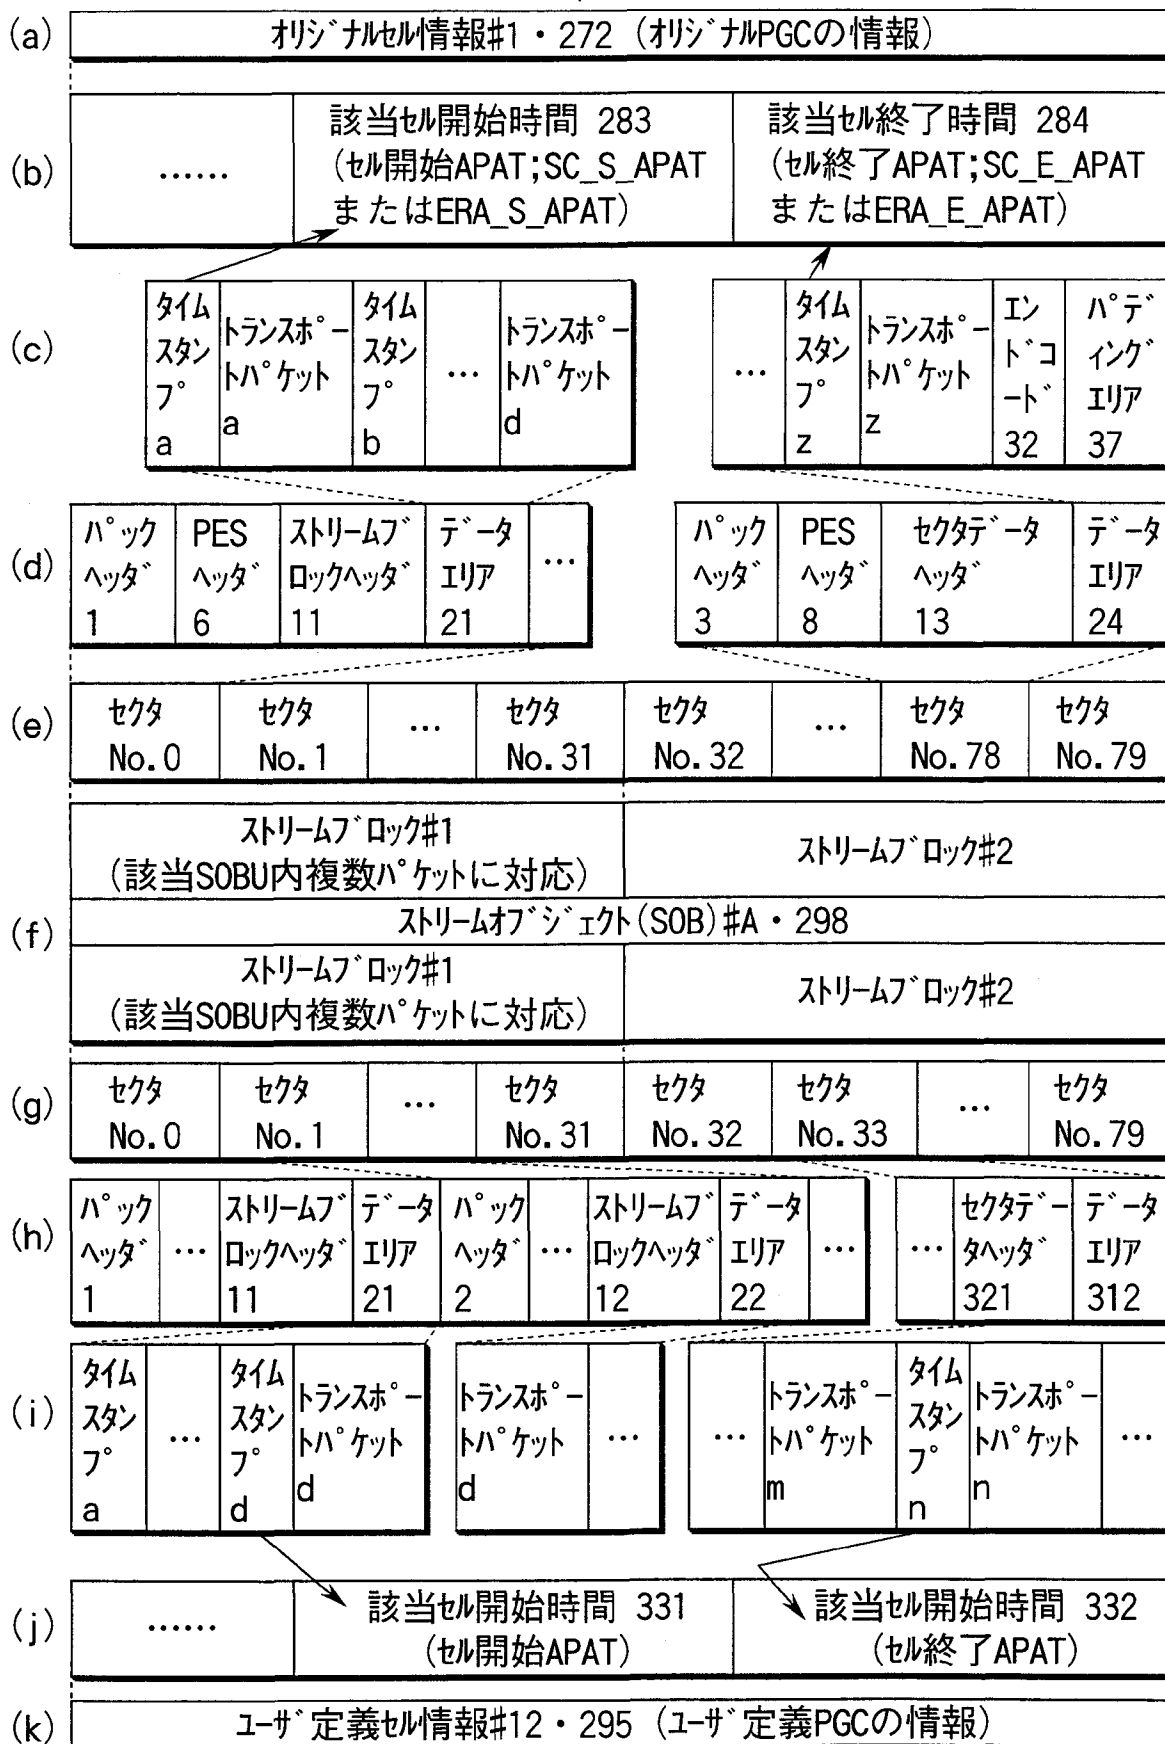 (a) オリジナルセル情報#1・272 (オリジナルPGCの情報)
(b) …… 該当セル開始時間 283 (セル開始APAT;SC_S_APAT またはERA_S_APAT) 該当セル終了時間 284 (セル終了APAT;SC_E_APAT またはERA_E_APAT)
(c) タイムスタンプa トランスポートパケットa タイムスタンプb … トランスポートパケットd … タイムスタンプz トランスポートパケットz エンドコード32 パディングエリア37
(d) パックヘッダ1 PESヘッダ6 ストリームブロックヘッダ11 データエリア21 … パックヘッダ3 PESヘッダ8 セクタデータヘッダ13 データエリア24
(e) セクタNo.0 セクタNo.1 … セクタNo.31 セクタNo.32 … セクタNo.78 セクタNo.79
ストリームブロック#1 (該当SOBU内複数パケットに対応) ストリームブロック#2
(f) ストリームオブジェクト(SOB)#A・298
ストリームブロック#1 (該当SOBU内複数パケットに対応) ストリームブロック#2
(g) セクタNo.0 セクタNo.1 … セクタNo.31 セクタNo.32 セクタNo.33 … セクタNo.79
(h) パックヘッダ1 … ストリームブロックヘッダ11 データエリア21 パックヘッダ2 … ストリームブロックヘッダ12 データエリア22 … … セクタデータヘッダ321 データエリア312
(i) タイムスタンプa … タイムスタンプd トランスポートパケットd トランスポートパケットd … … トランスポートパケットm タイムスタンプn トランスポートパケットn …
(j) …… 該当セル開始時間 331 (セル開始APAT) 該当セル開始時間 332 (セル終了APAT)
(k) ユーザ定義セル情報#12・295 (ユーザ定義PGCの情報)